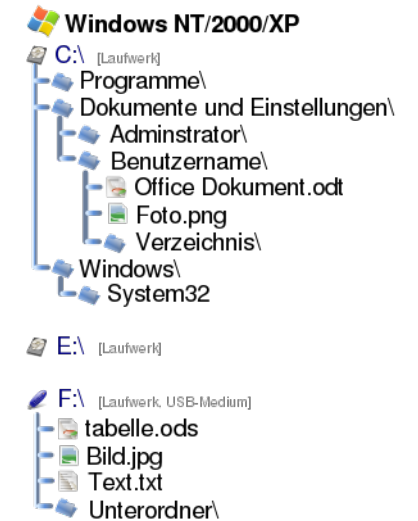 Windows NT/2000/XP
C:\ [Laufwerk]
Programme\
Dokumente und Einstellungen\
Adminstrator\
Benutzername\
Office Dokument.odt
Foto.png
Verzeichnis\
Windows\
System32
E:\ [Laufwerk]
F:\ [Laufwerk, USB-Medium]
tabelle.ods
Bild.jpg
Text.txt
Unterordner\